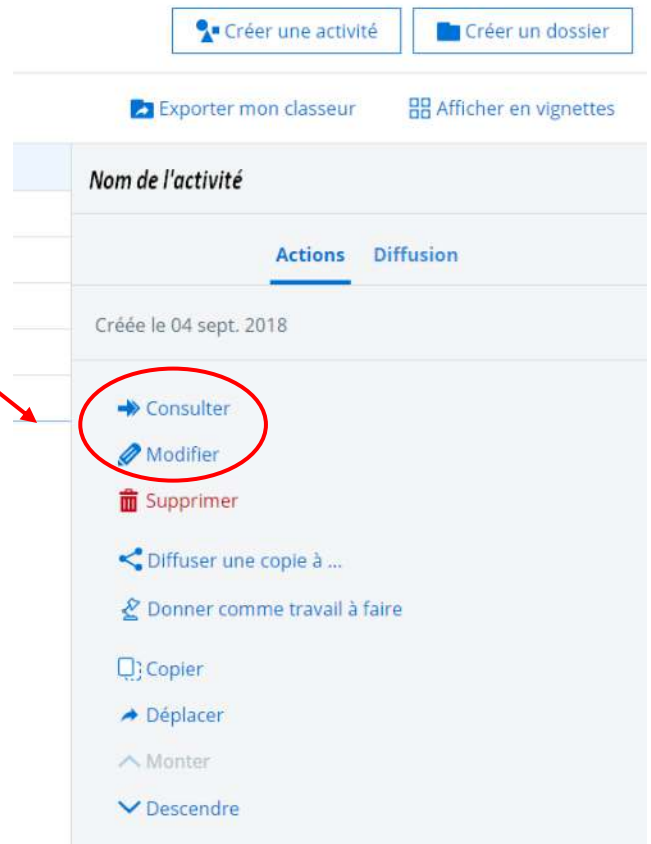 Créer une activité Créer un dossier
Exporter mon classeur Afficher en vignettes
Nom de l'activité
Actions Diffusion
Créée le 04 sept. 2018
Consulter
Modifier
Supprimer
Diffuser une copie à ...
Donner comme travail à faire
Copier
Déplacer
Monter
Descendre